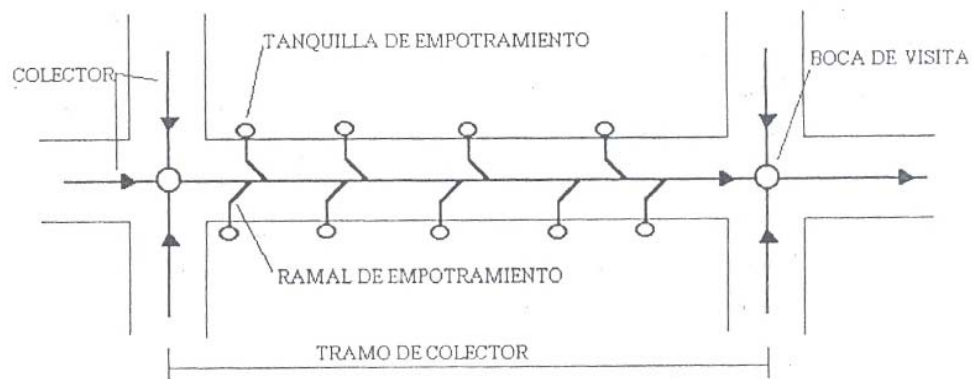 TANQUILLA DE EMPOTRAMIENTO
BOCA DE VISITA
COLECTOR
RAMAL DE EMPOTRAMIENTO
TRAMO DE COLECTOR